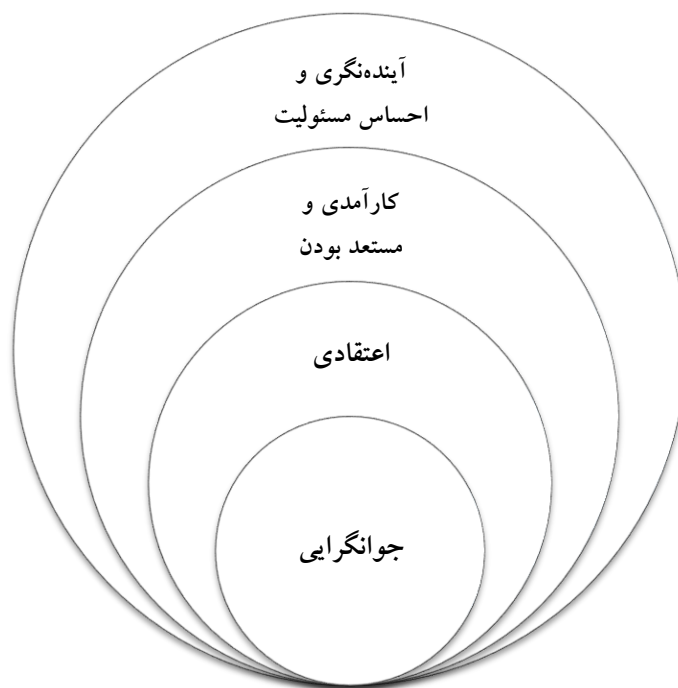 آینده‌نگری و
احساس مسئولیت
کارآمدی و
مستعد بودن
اعتقادی
جوانگرایی